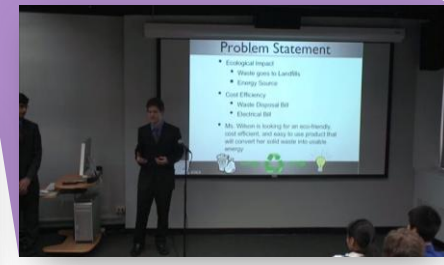 Problem Statement
• Ecological Impact
• Waste goes to Landfills
• Energy Source
• Cost Efficiency
• Waste Disposal Bill
• Electrical Bill
• Ms. Wilson is looking for an eco-friendly,
cost efficient, and easy to use product that
will convert her solid waste into usable
energy